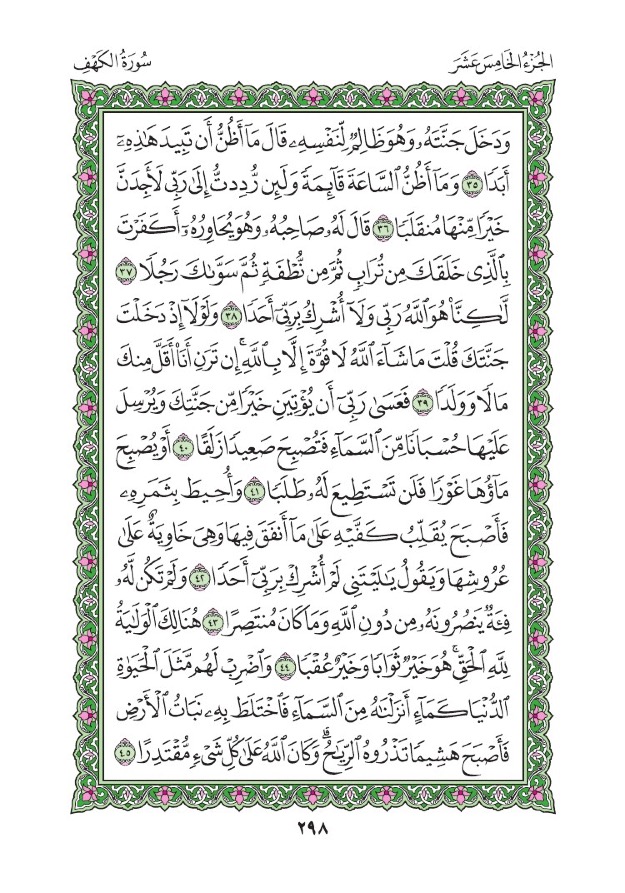 الجُزْءُ الخَامِسَ عَشَرَ
سُورَةُ الكَهْفِ
وَدَخَلَ جَنَّتَهُۥ وَهُوَ ظَالِمٌ لِّنَفْسِهِۦ قَالَ مَآ أَظُنُّ أَن تَبِيدَ هَٰذِهِۦٓ
أَبَدًا ٣٥ وَمَآ أَظُنُّ ٱلسَّاعَةَ قَآئِمَةً وَلَئِن رُّدِدتُّ إِلَىٰ رَبِّى لَأَجِدَنَّ
خَيْرًا مِّنْهَا مُنقَلَبًا ٣٦ قَالَ لَهُۥ صَاحِبُهُۥ وَهُوَ يُحَاوِرُهُۥٓ أَكَفَرْتَ
بِٱلَّذِى خَلَقَكَ مِن تُرَابٍ ثُمَّ مِن نُّطْفَةٍ ثُمَّ سَوَّىٰكَ رَجُلًا ٣٧
لَّٰكِنَّا۠ هُوَ ٱللَّهُ رَبِّى وَلَآ أُشْرِكُ بِرَبِّىٓ أَحَدًا ٣٨ وَلَوْلَآ إِذْ دَخَلْتَ
جَنَّتَكَ قُلْتَ مَا شَآءَ ٱللَّهُ لَا قُوَّةَ إِلَّا بِٱللَّهِۚ إِن تَرَنِ أَنَا۠ أَقَلَّ مِنكَ
مَالًا وَوَلَدًا ٣٩ فَعَسَىٰ رَبِّىٓ أَن يُؤْتِيَنِ خَيْرًا مِّن جَنَّتِكَ وَيُرْسِلَ
عَلَيْهَا حُسْبَانًا مِّنَ ٱلسَّمَآءِ فَتُصْبِحَ صَعِيدًا زَلَقًا ٤٠ أَوْ يُصْبِحَ
مَآؤُهَا غَوْرًا فَلَن تَسْتَطِيعَ لَهُۥ طَلَبًا ٤١ وَأُحِيطَ بِثَمَرِهِۦ
فَأَصْبَحَ يُقَلِّبُ كَفَّيْهِ عَلَىٰ مَآ أَنفَقَ فِيهَا وَهِىَ خَاوِيَةٌ عَلَىٰ
عُرُوشِهَا وَيَقُولُ يَٰلَيْتَنِى لَمْ أُشْرِكْ بِرَبِّىٓ أَحَدًا ٤٢ وَلَمْ تَكُن لَّهُۥ
فِئَةٌ يَنصُرُونَهُۥ مِن دُونِ ٱللَّهِ وَمَا كَانَ مُنتَصِرًا ٤٣ هُنَالِكَ ٱلْوَلَٰيَةُ
لِلَّهِ ٱلْحَقِّۚ هُوَ خَيْرٌ ثَوَابًا وَخَيْرٌ عُقْبًا ٤٤ وَٱضْرِبْ لَهُم مَّثَلَ ٱلْحَيَوٰةِ
ٱلدُّنْيَا كَمَآءٍ أَنزَلْنَٰهُ مِنَ ٱلسَّمَآءِ فَٱخْتَلَطَ بِهِۦ نَبَاتُ ٱلْأَرْضِ
فَأَصْبَحَ هَشِيمًا تَذْرُوهُ ٱلرِّيَٰحُۗ وَكَانَ ٱللَّهُ عَلَىٰ كُلِّ شَىْءٍ مُّقْتَدِرًا ٤٥
٢٩٨